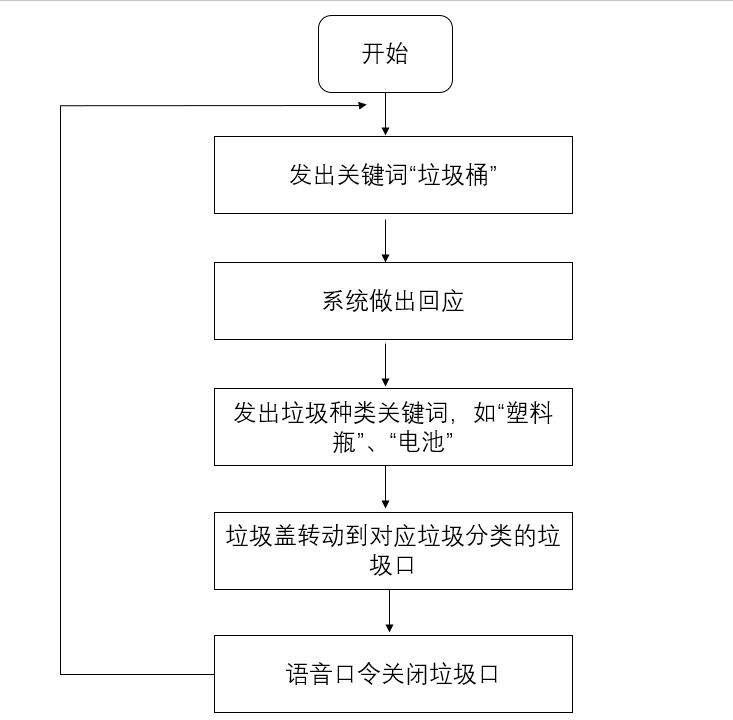 开始
发出关键词“垃圾桶”
系统做出回应
发出垃圾种类关键词，如“塑料
瓶”、“电池”
垃圾盖转动到对应垃圾分类的垃
圾口
语音口令关闭垃圾口